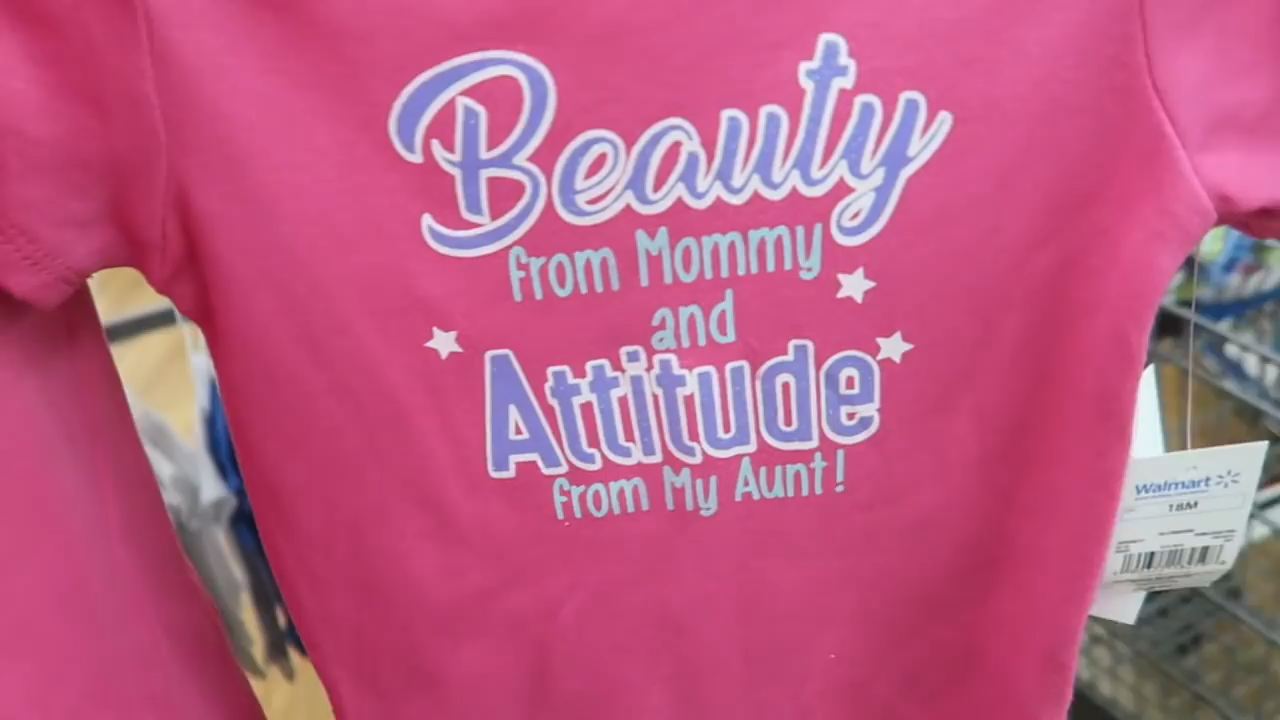 Beauty
from Mommy
and
Attitude
from My Aunt!
Walmart
18M